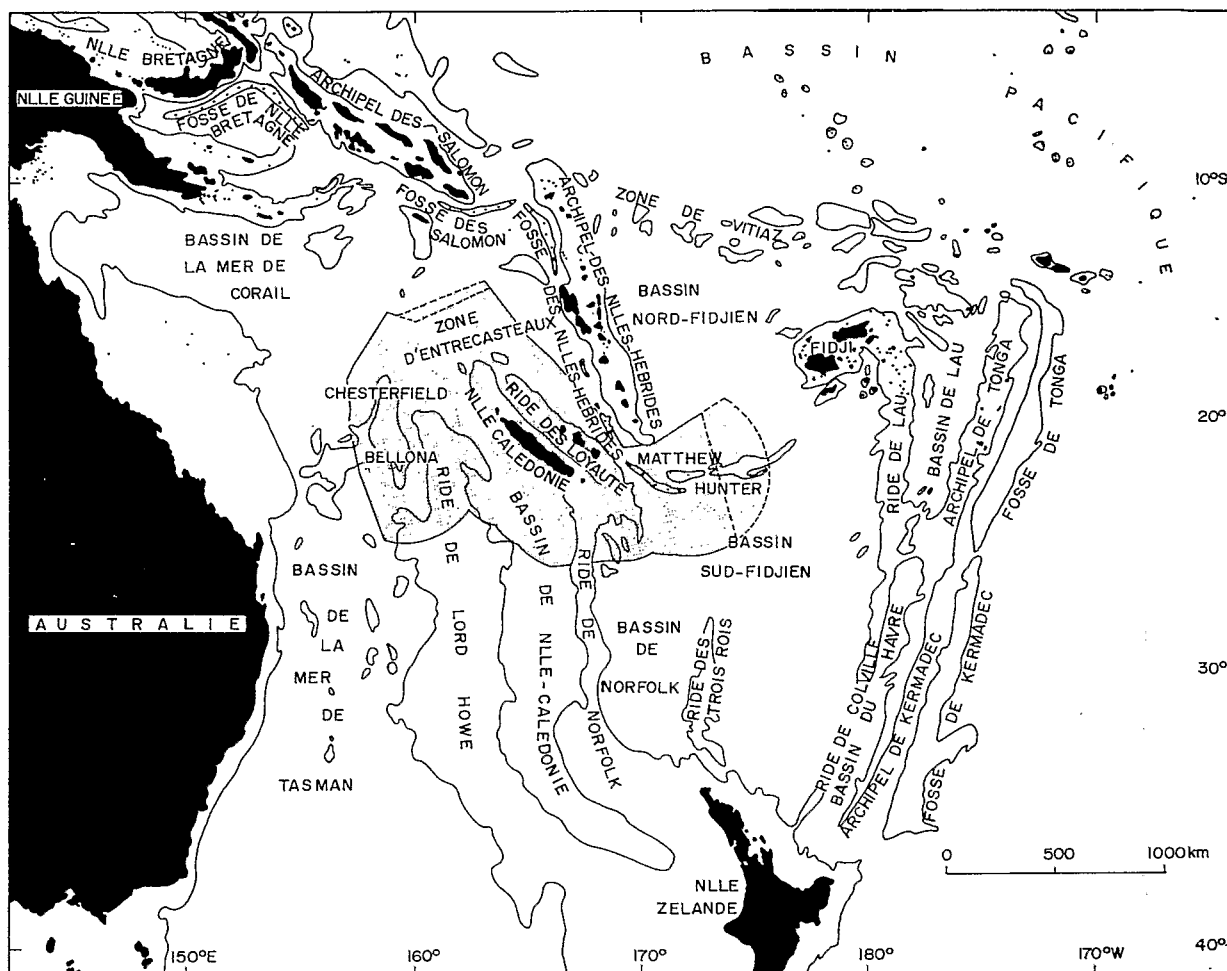 BASSIN
PACIFIQUE
NLLE BRETAGNE
NLLE GUINEE
FOSSE DE NLLE
BRETAGNE
ARCHIPEL DES SALOMON
FOSSE DES
SALOMON
10°S
BASSIN DE
LA MER DE
CORAIL
FOSSE DES NLLES-HEBRIDES
ARCHIPEL-DES NLLES-HEBRIDES
ZONE DE
VITIAZ
BASSIN
NORD-FIDJIEN
ZONE
D'ENTRECASTEAUX
FIDJI
CHESTERFIELD
BELLONA
RIDE DES LOYAUTE
NLLE CALEDONIE
MATTHEW
HUNTER
RIDE DE LAU
BASSIN DE LAU
ARCHIPEL DE TONGA
FOSSE DE TONGA
20°
BASSIN
SUD-FIDJIEN
AUSTRALIE
BASSIN
DE
LA
MER
DE
TASMAN
RIDE
DE
LORD
HOWE
BASSIN
DE
NLLE-CALEDONIE
RIDE DE
NORFOLK
BASSIN
DE
NORFOLK
RIDE DES
TROIS ROIS
RIDE DE COLVILLE
BASSIN DU HAVRE
ARCHIPEL DE KERMADEC
FOSSE DE KERMADEC
30°
0 500 1000 km
NLLE
ZELANDE
150°E 160° 170° 180° 170°W 40°